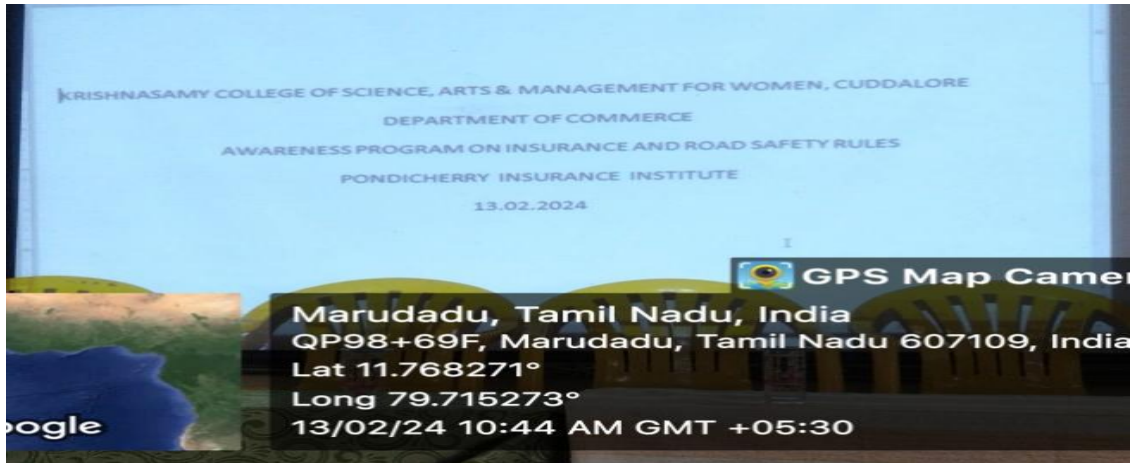 KRISHNASAMY COLLEGE OF SCIENCE, ARTS & MANAGEMENT FOR WOMEN, CUDDALORE
DEPARTMENT OF COMMERCE
AWARENESS PROGRAM ON INSURANCE AND ROAD SAFETY RULES
PONDICHERRY INSURANCE INSTITUTE
13.02.2024
GPS Map Camer
Marudadu, Tamil Nadu, India
QP98+69F, Marudadu, Tamil Nadu 607109, India
Lat 11.768271°
Long 79.715273°
oogle
13/02/24 10:44 AM GMT +05:30